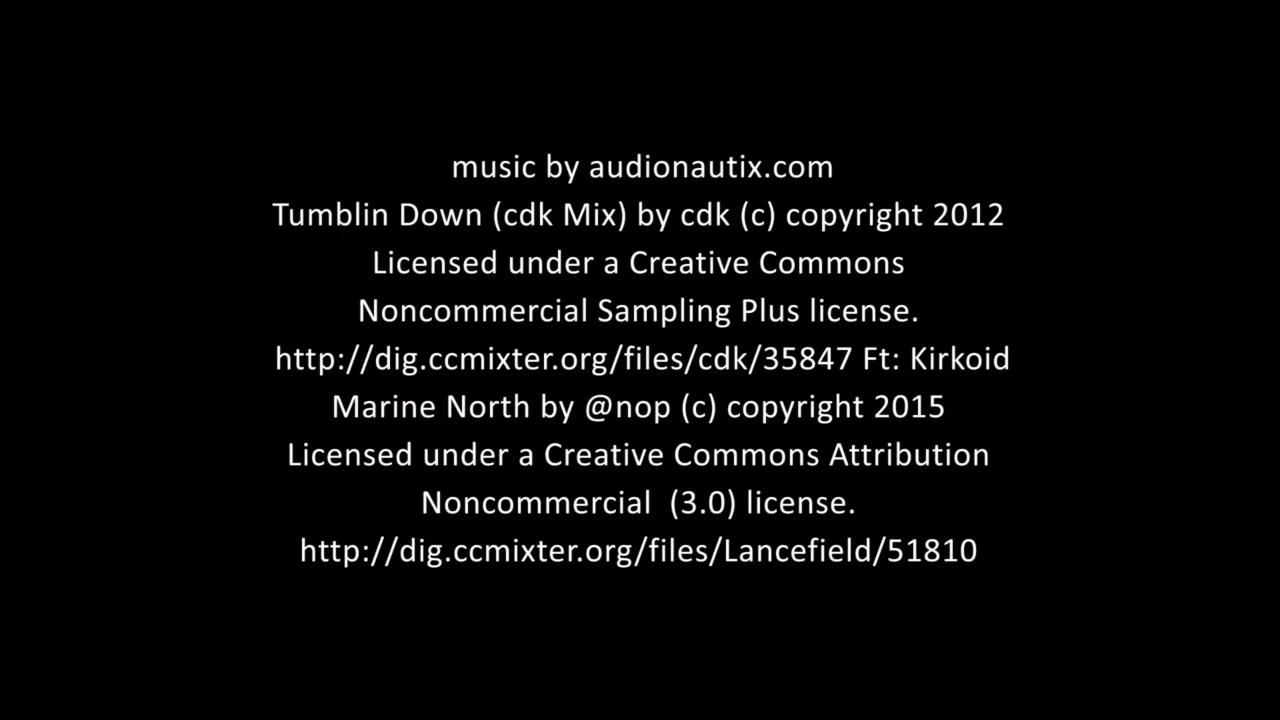 music by audionautix.com
Tumblin Down (cdk Mix) by cdk (c) copyright 2012
Licensed under a Creative Commons
Noncommercial Sampling Plus license.
http://dig.ccmixter.org/files/cdk/35847 Ft: Kirkoid
Marine North by @nop (c) copyright 2015
Licensed under a Creative Commons Attribution
Noncommercial  (3.0) license.
http://dig.ccmixter.org/files/Lancefield/51810